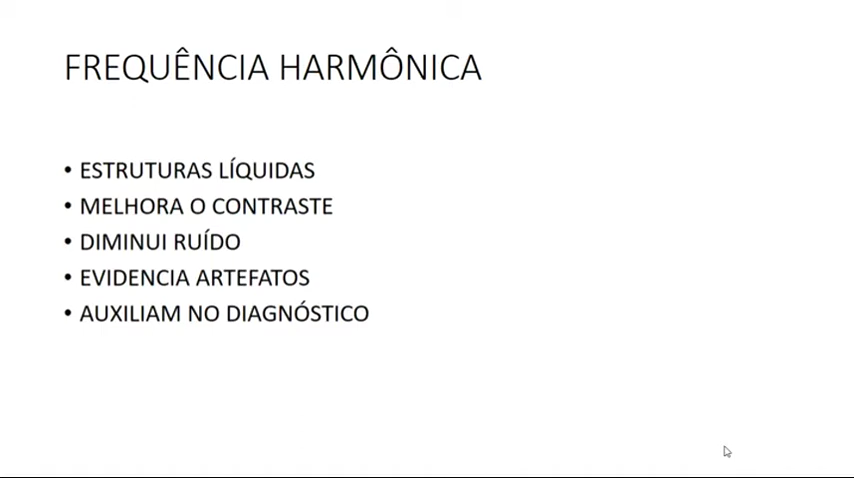 FREQUÊNCIA HARMÔNICA
• ESTRUTURAS LÍQUIDAS
• MELHORA O CONTRASTE
• DIMINUI RUÍDO
• EVIDENCIA ARTEFATOS
• AUXILIAM NO DIAGNÓSTICO